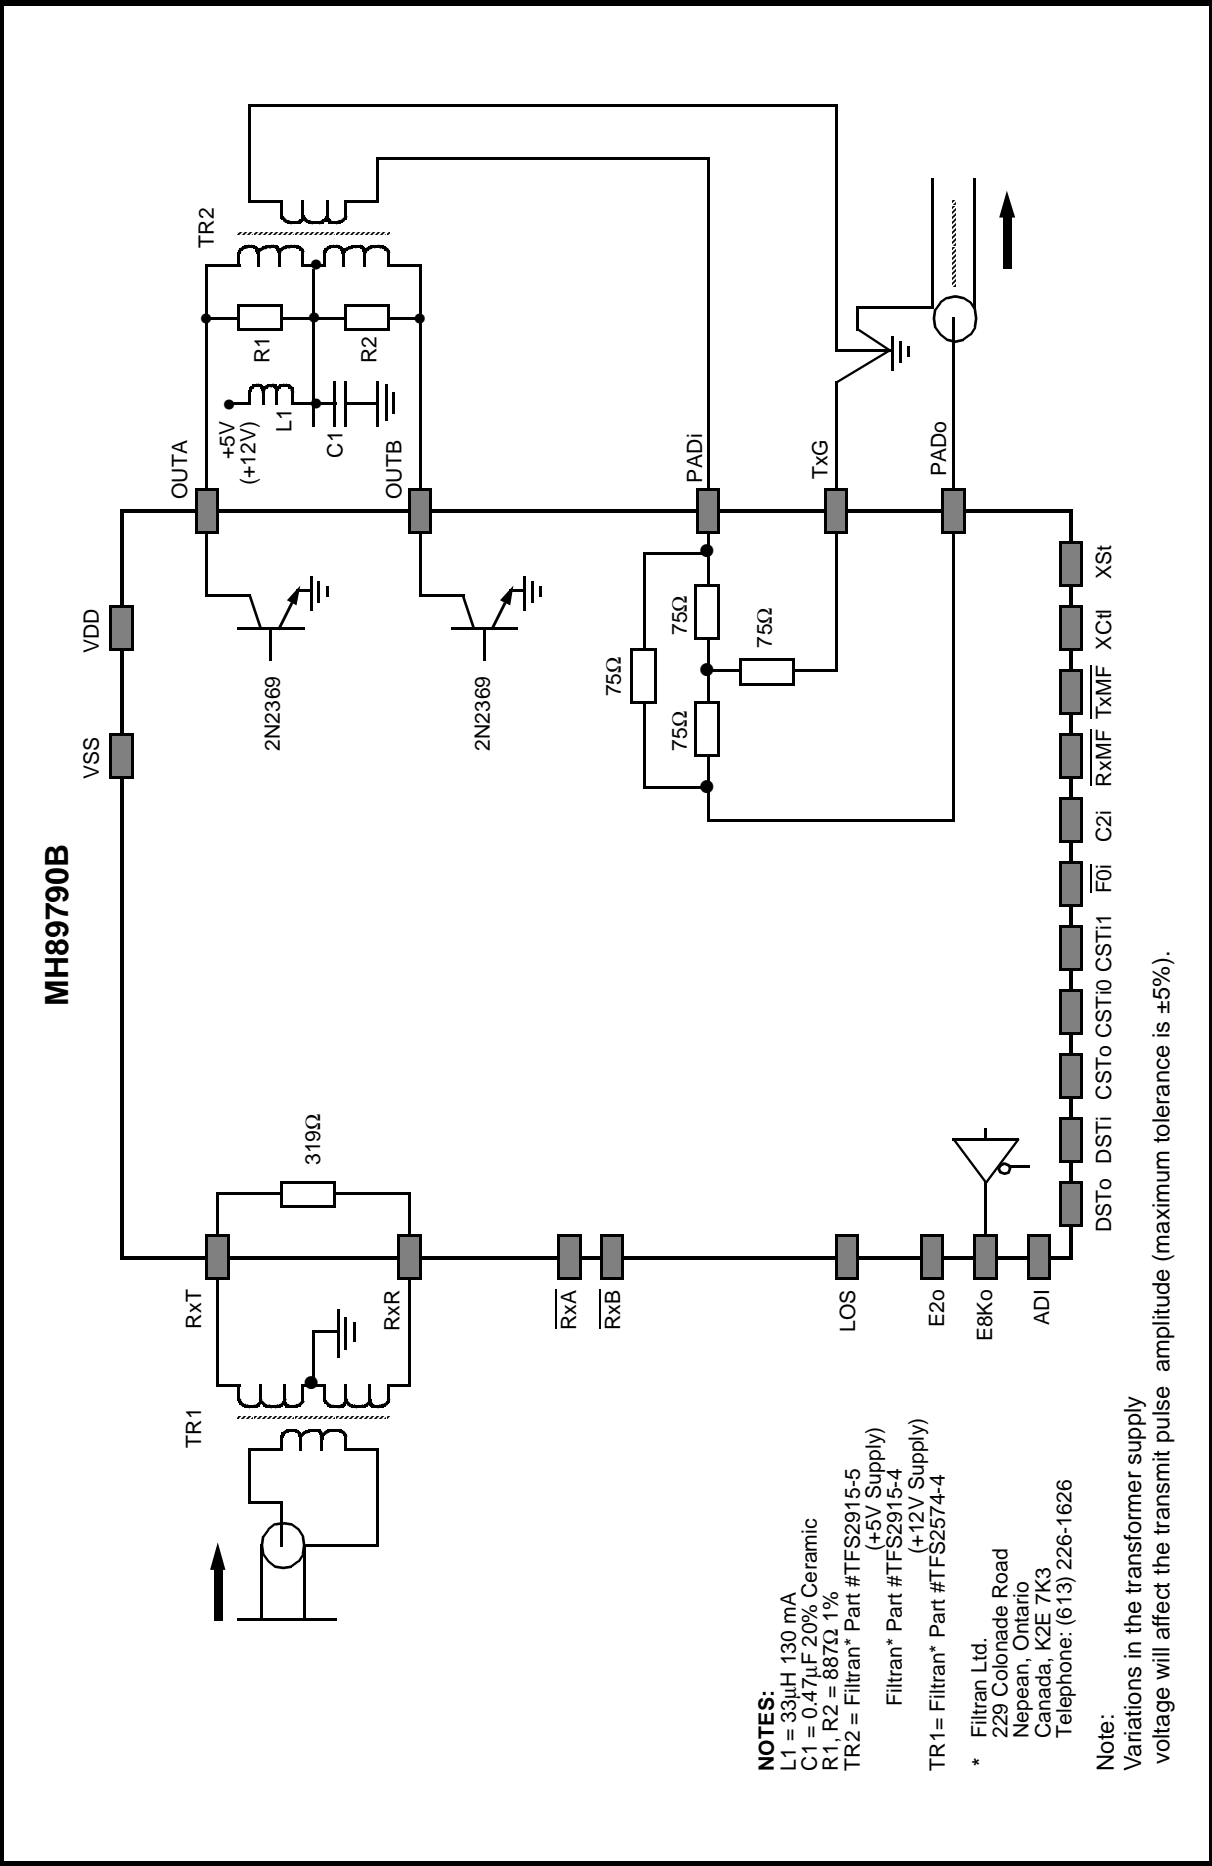 MH89790B
VSS
VDD
RxT
RxR
RxA
RxB
LOS
E2o
E8Ko
ADI
TR1
319Ω
2N2369
2N2369
OUTA
OUTB
PADi
TxG
PADo
+5V
(+12V)
L1
C1
R1
R2
TR2
75Ω
75Ω
75Ω
75Ω
DSTo
DSTi
CSTo
CSTi0
CSTi1
F0i
C2i
RxMF
TxMF
XCtl
XSt
NOTES:
L1 = 33μH 130 mA
C1 = 0.47μF 20% Ceramic
R1, R2 = 887Ω 1%
TR2 = Filtran* Part #TFS2915-5
(+5V Supply)
Filtran* Part #TFS2915-4
(+12V Supply)
TR1= Filtran* Part #TFS2574-4
* Filtran Ltd.
229 Colonade Road
Nepean, Ontario
Canada, K2E 7K3
Telephone: (613) 226-1626
Note:
Variations in the transformer supply
voltage will affect the transmit pulse amplitude (maximum tolerance is ±5%).